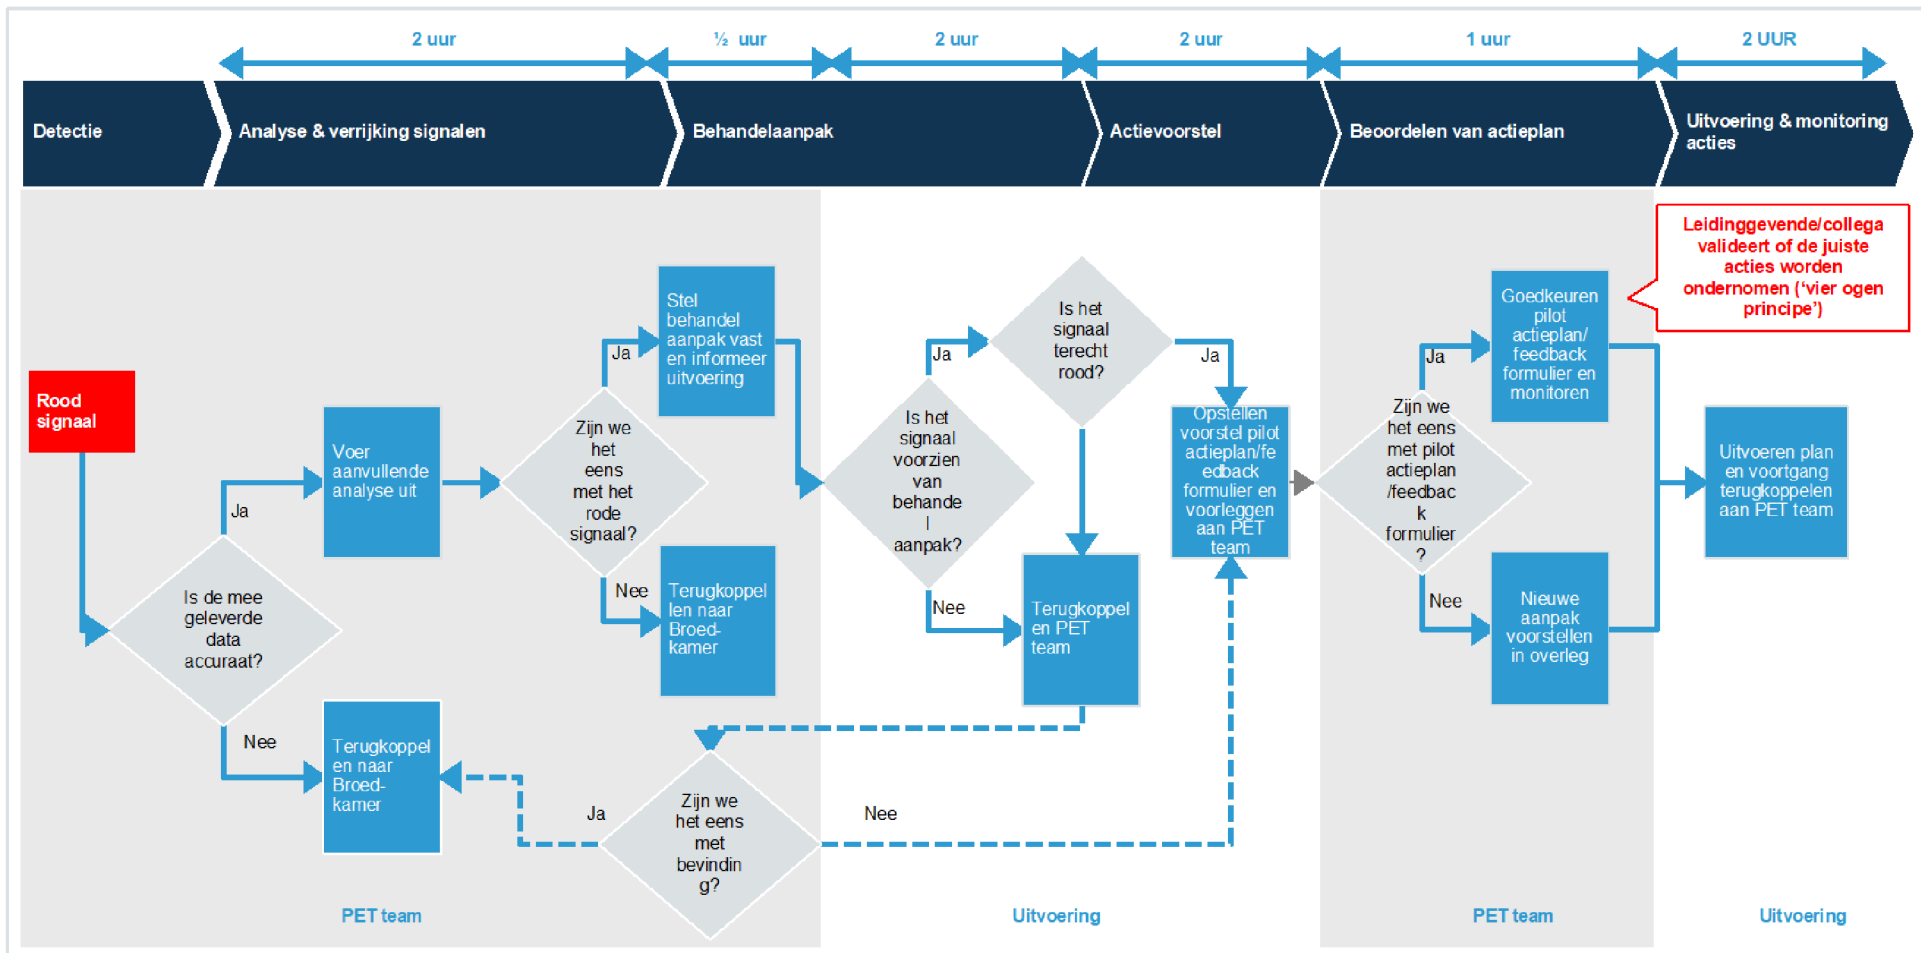 2 uur
½ uur
2 uur
2 uur
1 uur
2 UUR
Detectie
Analyse & verrijking signalen
Behandelaanpak
Actievoorstel
Beoordelen van actieplan
Uitvoering & monitoring
acties
Leidinggevende/collega
valideert of de juiste
acties worden
ondernomen (‘vier ogen
principe’)
Rood
signaal
Is de mee
geleverde
data
accuraat?
Ja
Nee
Voer
aanvullende
analyse uit
Terugkoppel
en naar
Broed-
kamer
Zijn we
het
eens
met het
rode
signaal?
Ja
Nee
Stel
behandel
aanpak vast
en informeer
uitvoering
Terugkoppel
len naar
Broed-
kamer
Is het
signaal
voorzien
van
behande
l
aanpak?
Ja
Nee
Is het
signaal
terecht
rood?
Ja
Terugkoppel
en PET
team
Zijn we
het eens
met
bevindin
g?
Ja
Nee
Opstellen
voorstel pilot
actieplan/fe
edback
formulier en
voorleggen
aan PET
team
Zijn we
het eens
met pilot
actieplan
/feedbac
k
formulier
?
Ja
Nee
Goedkeuren
pilot
actieplan/
feedback
formulier en
monitoren
Nieuwe
aanpak
voorstellen
in overleg
Uitvoeren plan
en voortgang
terugkoppelen
aan PET team
PET team
Uitvoering
PET team
Uitvoering